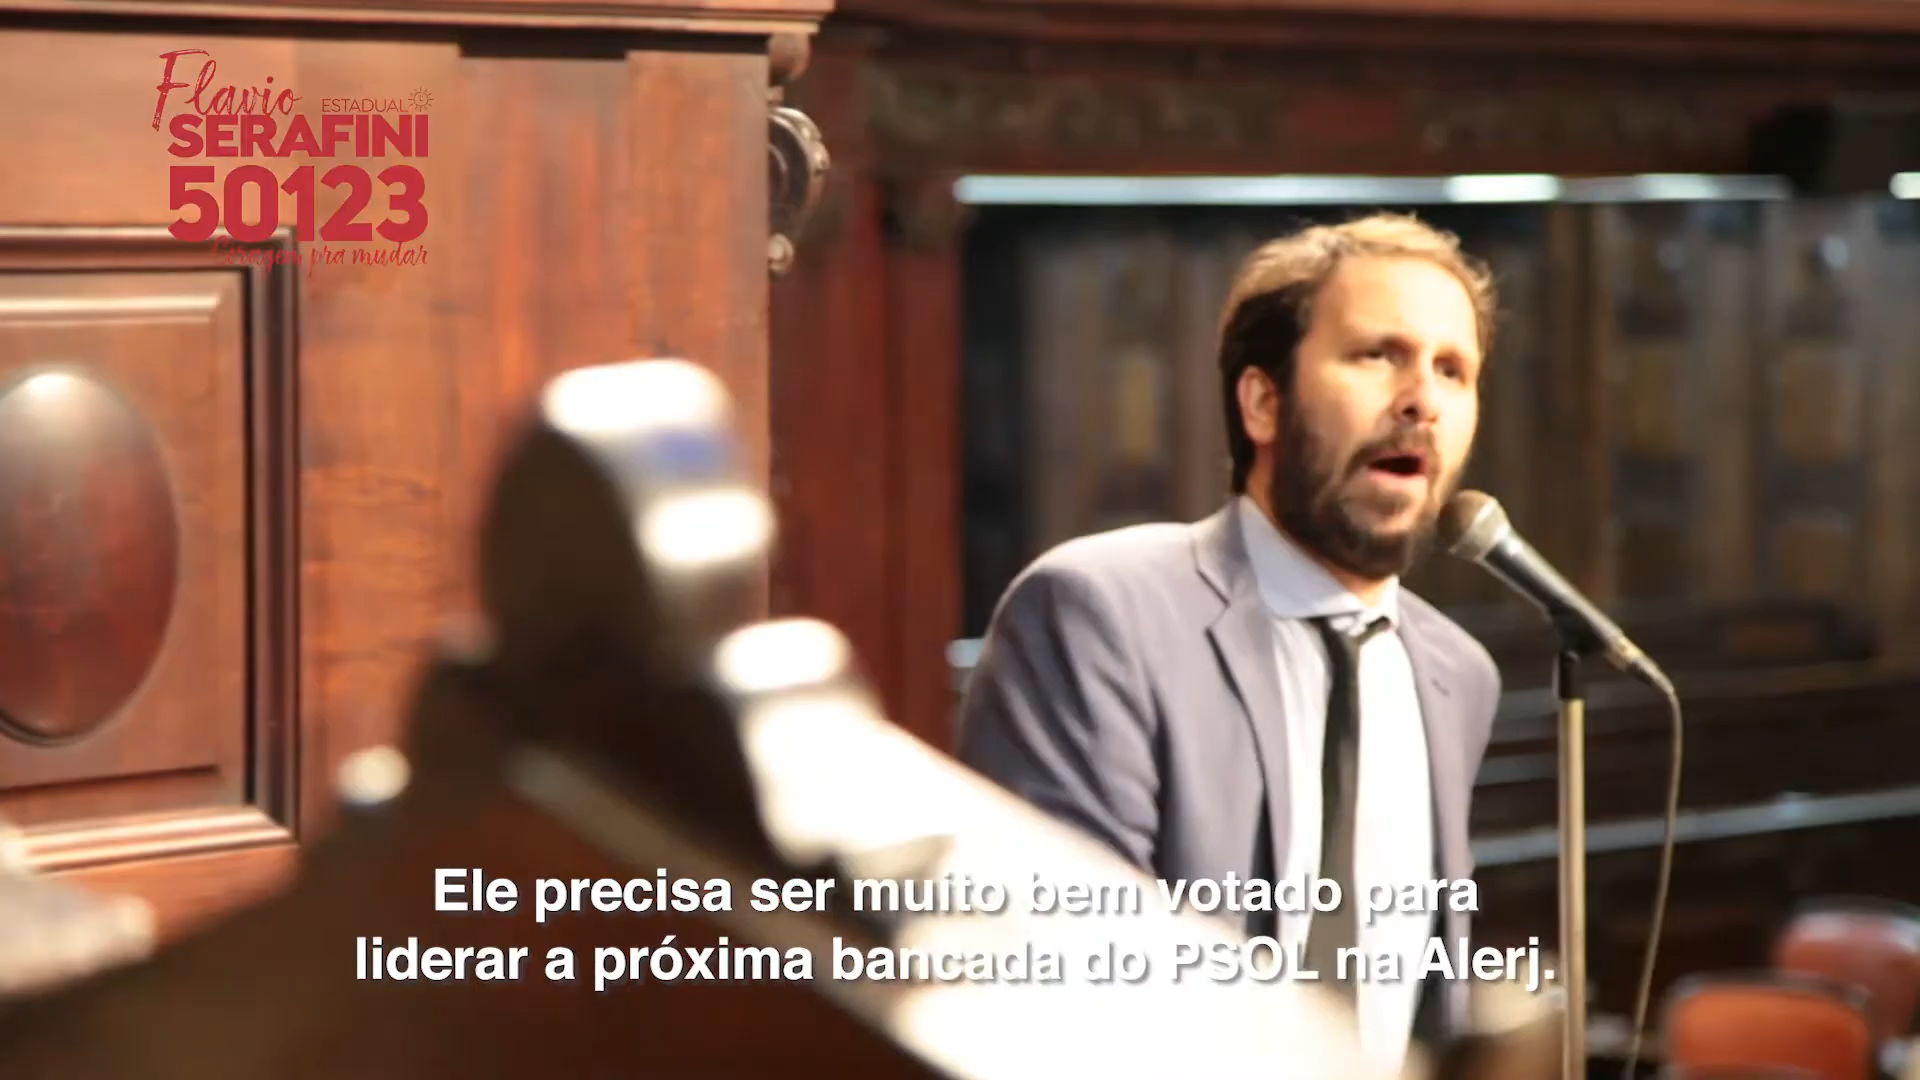 Flavio
ESTADUAL
SERAFINI
50123
Coragem pra mudar
Ele precisa ser muito bem votado para
liderar a próxima bancada do PSOL na Alerj.